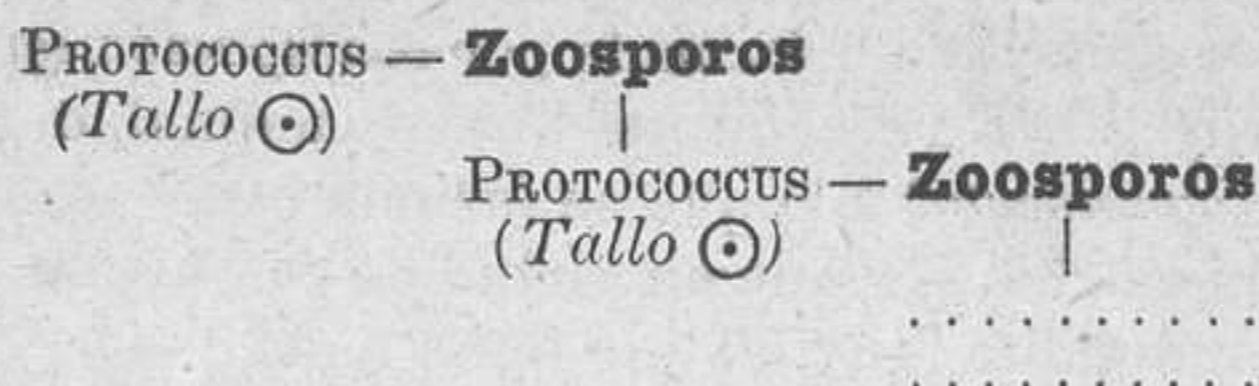 PROTOCOCCUS — Zoosporos
(Tallo ⊙)
|
PROTOCOCCUS — Zoosporos
(Tallo ⊙)
|
. . . . . . . . . .
. . . . . . . . . .